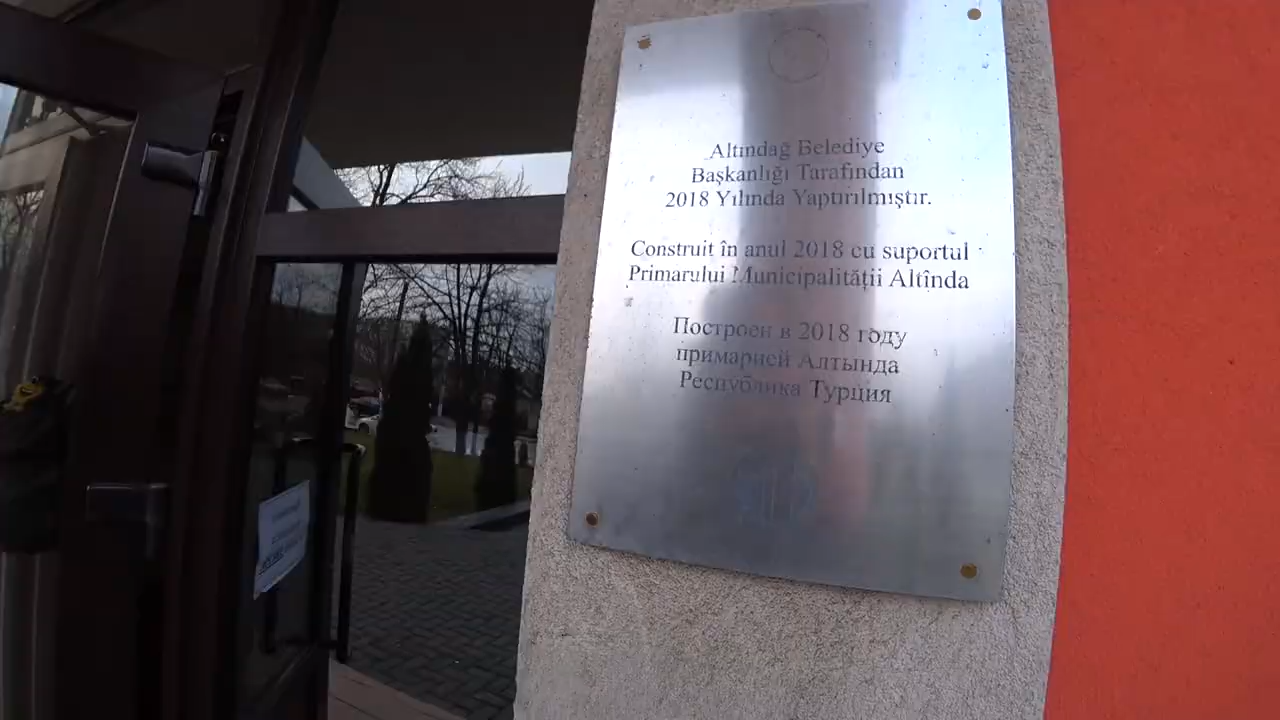 Altındağ Belediye
Başkanlığı Tarafından
2018 Yılında Yaptırılmıştır.
Construit în anul 2018 cu suportul
Primarului Municipalității Altînda
Построен в 2018 году
примарией Алтында
Республика Турция